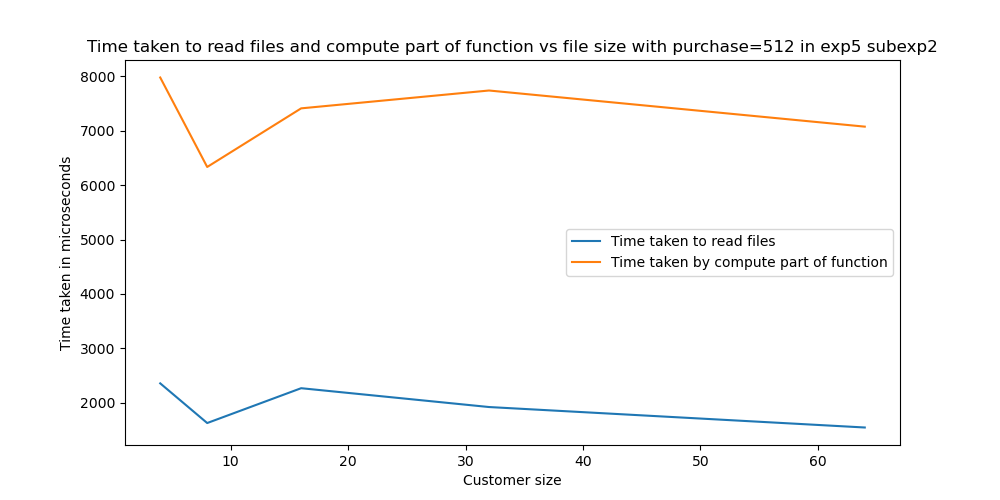 Time taken to read files and compute part of function vs file size with purchase=512 in exp5 subexp2
8000
7000
6000
5000
4000
3000
2000
Time taken in microseconds
Time taken to read files
Time taken by compute part of function
10 20 30 40 50 60
Customer size